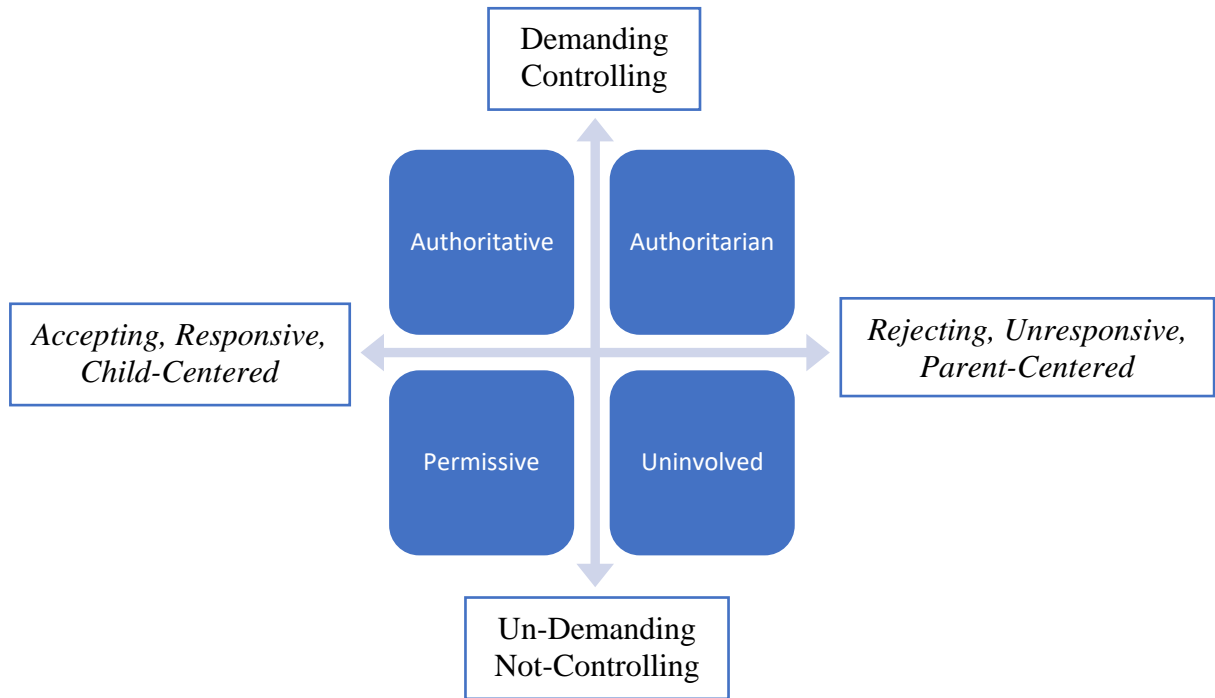 Demanding
Controlling
Authoritative
Authoritarian
Accepting, Responsive,
Child-Centered
Rejecting, Unresponsive,
Parent-Centered
Permissive
Uninvolved
Un-Demanding
Not-Controlling